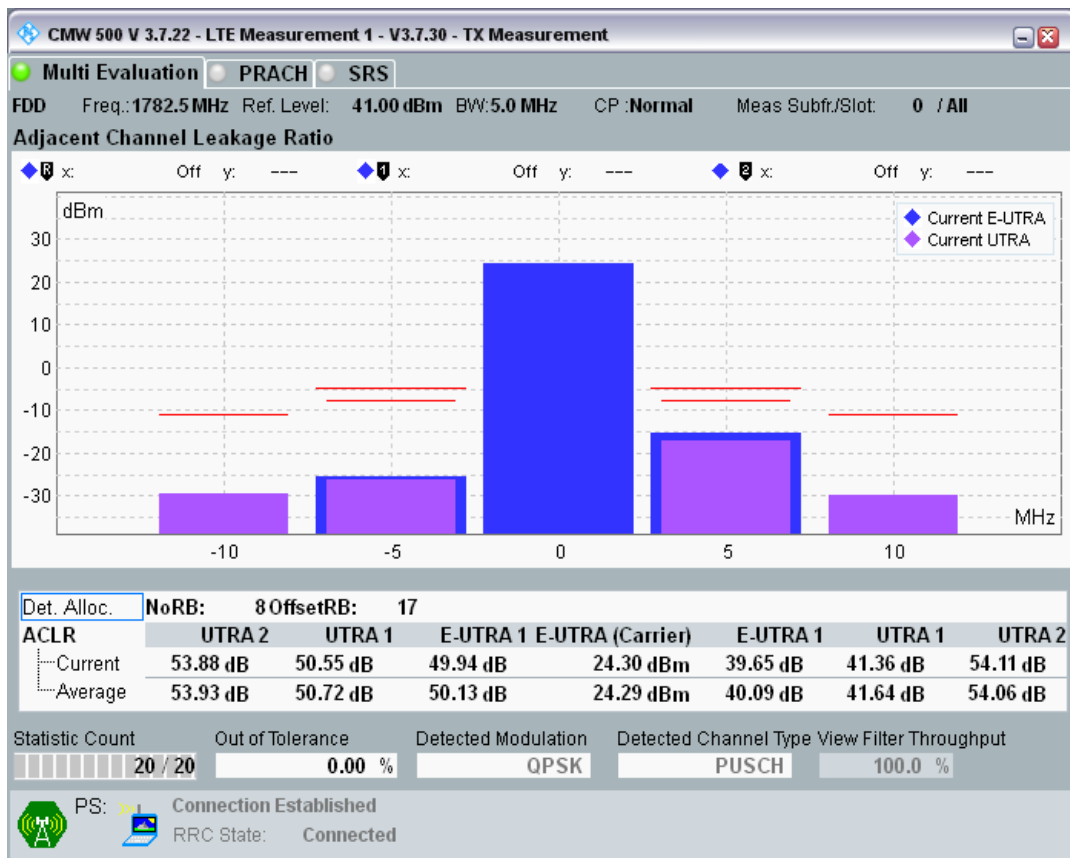 CMW 500 V 3.7.22 - LTE Measurement 1 - V3.7.30 - TX Measurement
Multi Evaluation PRACH SRS
FDD Freq.: 1782.5 MHz Ref. Level: 41.00 dBm BW: 5.0 MHz CP : Normal Meas Subfr./Slot: 0 / All
Adjacent Channel Leakage Ratio
R x: Off y: --- 1 x: Off y: --- 2 x: Off y: ---
dBm
Current E-UTRA
Current UTRA
30
20
10
0
-10
-20
-30
MHz
-10 -5 0 5 10
Det. Alloc. NoRB: 8 OffsetRB: 17
ACLR UTRA 2 UTRA 1 E-UTRA 1 E-UTRA (Carrier) E-UTRA 1 UTRA 1 UTRA 2
Current 53.88 dB 50.55 dB 49.94 dB 24.30 dBm 39.65 dB 41.36 dB 54.11 dB
Average 53.93 dB 50.72 dB 50.13 dB 24.29 dBm 40.09 dB 41.64 dB 54.06 dB
Statistic Count Out of Tolerance Detected Modulation Detected Channel Type View Filter Throughput
20 / 20 0.00 % QPSK PUSCH 100.0 %
PS: Connection Established
RRC State: Connected